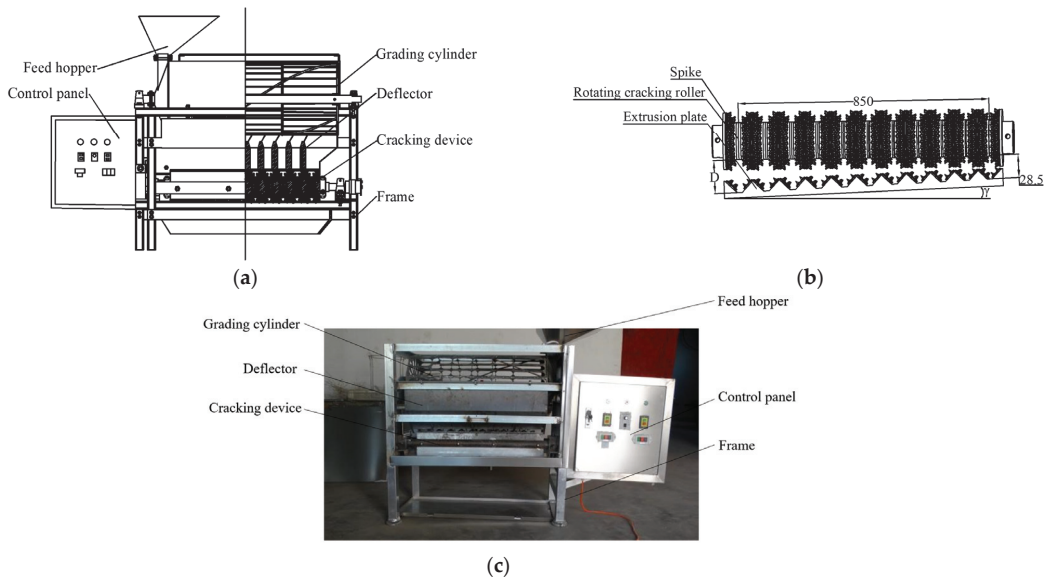 Feed hopper
Control panel
Grading cylinder
Deflector
Cracking device
Frame
(a)
Spike
Rotating cracking roller
Extrusion plate
850
D
28.5
γ
(b)
Feed hopper
Grading cylinder
Deflector
Cracking device
Control panel
Frame
(c)